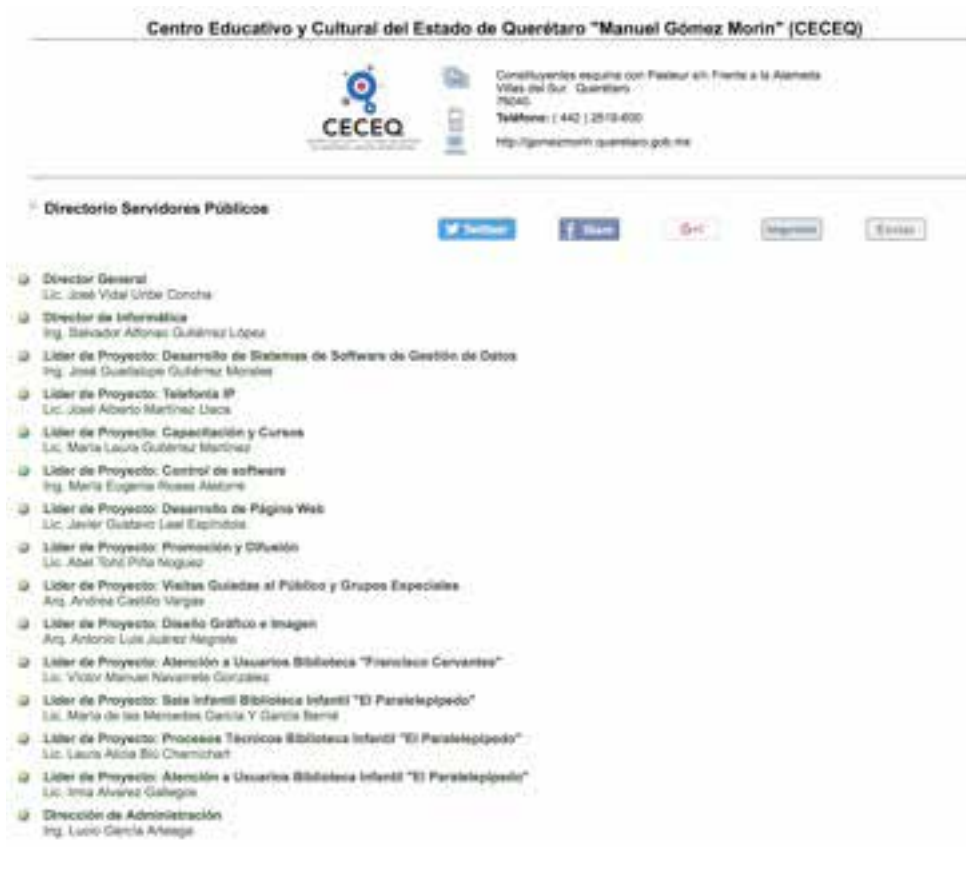 Centro Educativo y Cultural del Estado de Querétaro "Manuel Gómez Morin" (CECEQ)
CECEQ
Constituyentes esquina con Pasteur s/n Frente a la Alameda
Villas del Sur. Querétaro
76040.
Teléfono: ( 442 ) 2519-600
http://gomezmorin.queretaro.gob.mx
Directorio Servidores Públicos
Twittear
f Share
G+
Imprimir
Enviar
Director General
Lic. José Vidal Uribe Concha
Director de Informática
Ing. Salvador Alfonso Gutiérrez López
Líder de Proyecto: Desarrollo de Sistemas de Software de Gestión de Datos
Ing. José Guadalupe Gutiérrez Morales
Líder de Proyecto: Telefonía IP
Lic. José Alberto Martínez
Líder de Proyecto: Capacitación y Cursos
Lic. María Laura Gutiérrez Martínez
Líder de Proyecto: Control de software
Ing. María Eugenia Rosas Alatorre
Líder de Proyecto: Desarrollo de Página Web
Lic. Javier Gustavo Leal Espíndola
Líder de Proyecto: Promoción y Difusión
Lic. Abel Piña Noguez
Líder de Proyecto: Visitas Guiadas al Público y Grupos Especiales
Arq. Andrea Castillo Vargas
Líder de Proyecto: Diseño Gráfico e Imagen
Arq. Antonio Luis Juárez Negrete
Líder de Proyecto: Atención a Usuarios Biblioteca "Francisco Cervantes"
Lic. Víctor Manuel Navarrete González
Líder de Proyecto: Sala Infantil Biblioteca Infantil "El Paralelepípedo"
Lic. María de las Mercedes García Y García Berné
Líder de Proyecto: Procesos Técnicos Biblioteca Infantil "El Paralelepípedo"
Lic. Laura Alicia
Líder de Proyecto: Atención a Usuarios Biblioteca Infantil "El Paralelepípedo"
Lic. Irma Alvarez Gallegos
Dirección de Administración
Ing. Lucio García Arteaga